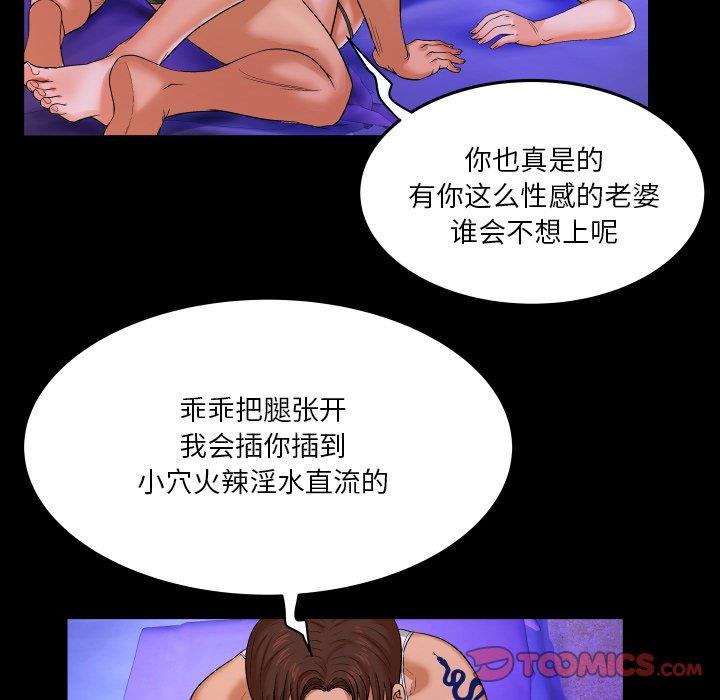 你也真是的
有你这么性感的老婆
谁会不想上呢
乖乖把腿张开
我会插你插到
小穴火辣淫水直流的
TOOMICS.COM